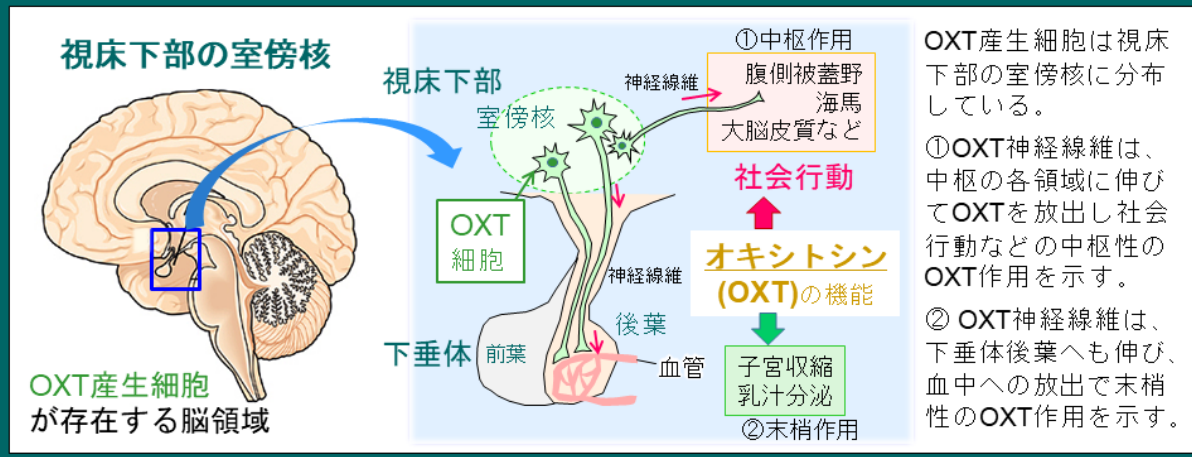 視床下部の室傍核
OXT産生細胞
が存在する脳領域
視床下部
室傍核
OXT
細胞
神経線維
神経線維
下垂体
前葉
後葉
血管
①中枢作用
腹側被蓋野
海馬
大脳皮質など
社会行動
オキシトシン
(OXT)の機能
子宮収縮
乳汁分泌
②末梢作用
OXT産生細胞は視床
下部の室傍核に分布
している。
①OXT神経線維は、
中枢の各領域に伸び
てOXTを放出し社会
行動などの中枢性の
OXT作用を示す。
② OXT神経線維は、
下垂体後葉へも伸び、
血中への放出で末梢
性のOXT作用を示す。